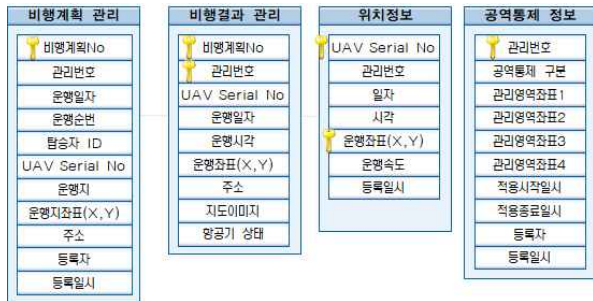 비행계획 관리
비행계획No
관리번호
운행일자
운행순번
탑승자 ID
UAV Serial No
운행지
운행지좌표(X,Y)
주소
등록자
등록일시
비행결과 관리
비행계획No
관리번호
UAV Serial No
운행일자
운행시각
운행좌표(X,Y)
주소
지도이미지
항공기 상태
위치정보
UAV Serial No
관리번호
일자
시각
운행좌표(X,Y)
운행속도
등록일시
공역통제 정보
관리번호
공역통제 구분
관리영역좌표1
관리영역좌표2
관리영역좌표3
관리영역좌표4
적용시작일시
적용종료일시
등록자
등록일시